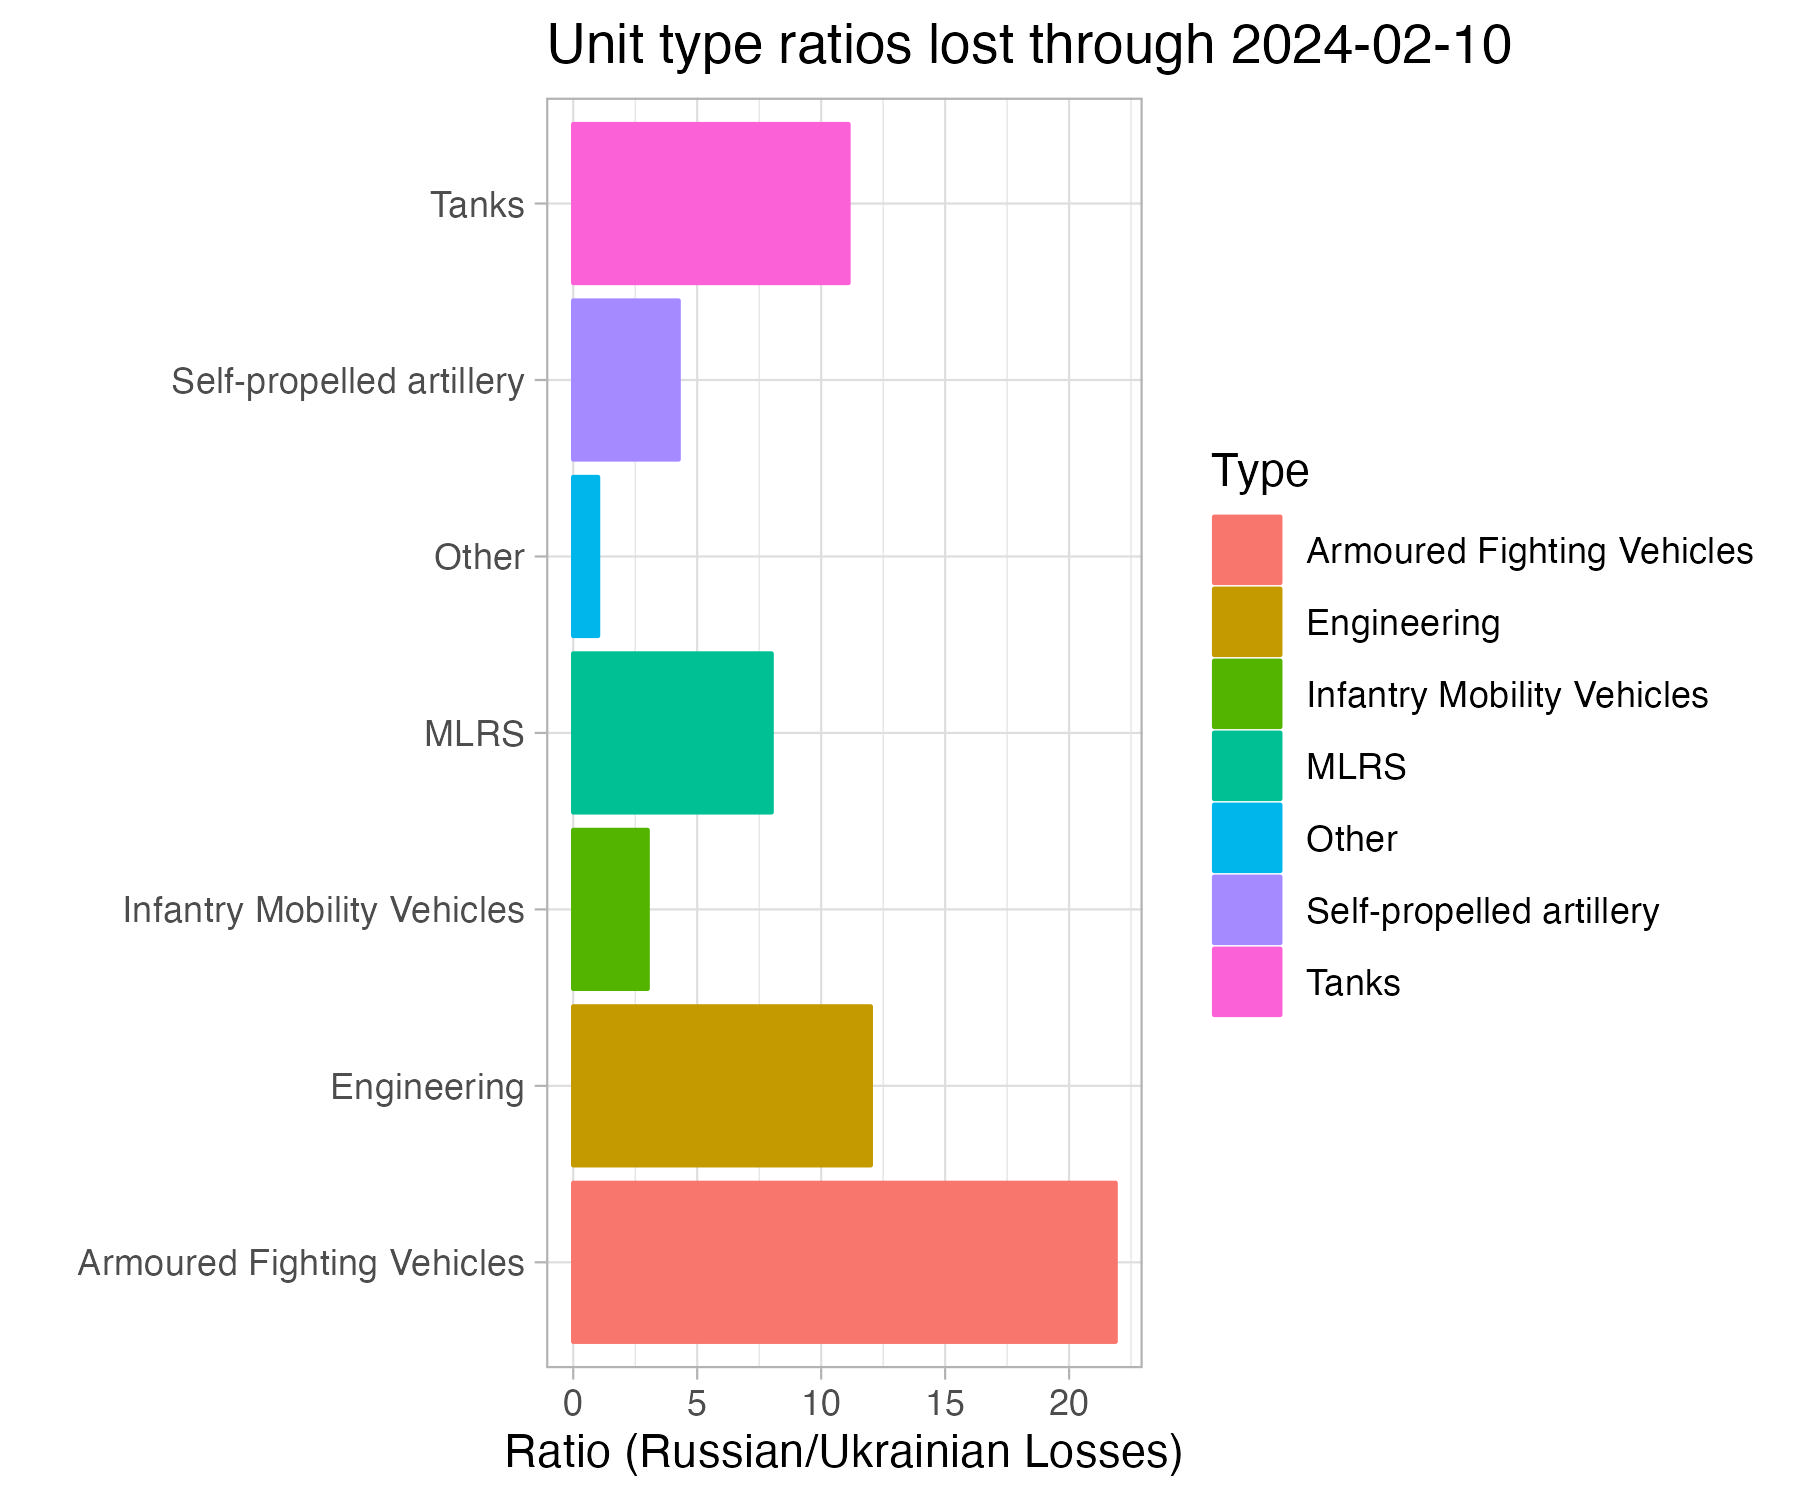 Unit type ratios lost through 2024-02-10
Tanks
Self-propelled artillery
Other
MLRS
Infantry Mobility Vehicles
Engineering
Armoured Fighting Vehicles
0 5 10 15 20
Ratio (Russian/Ukrainian Losses)
Type
Armoured Fighting Vehicles
Engineering
Infantry Mobility Vehicles
MLRS
Other
Self-propelled artillery
Tanks